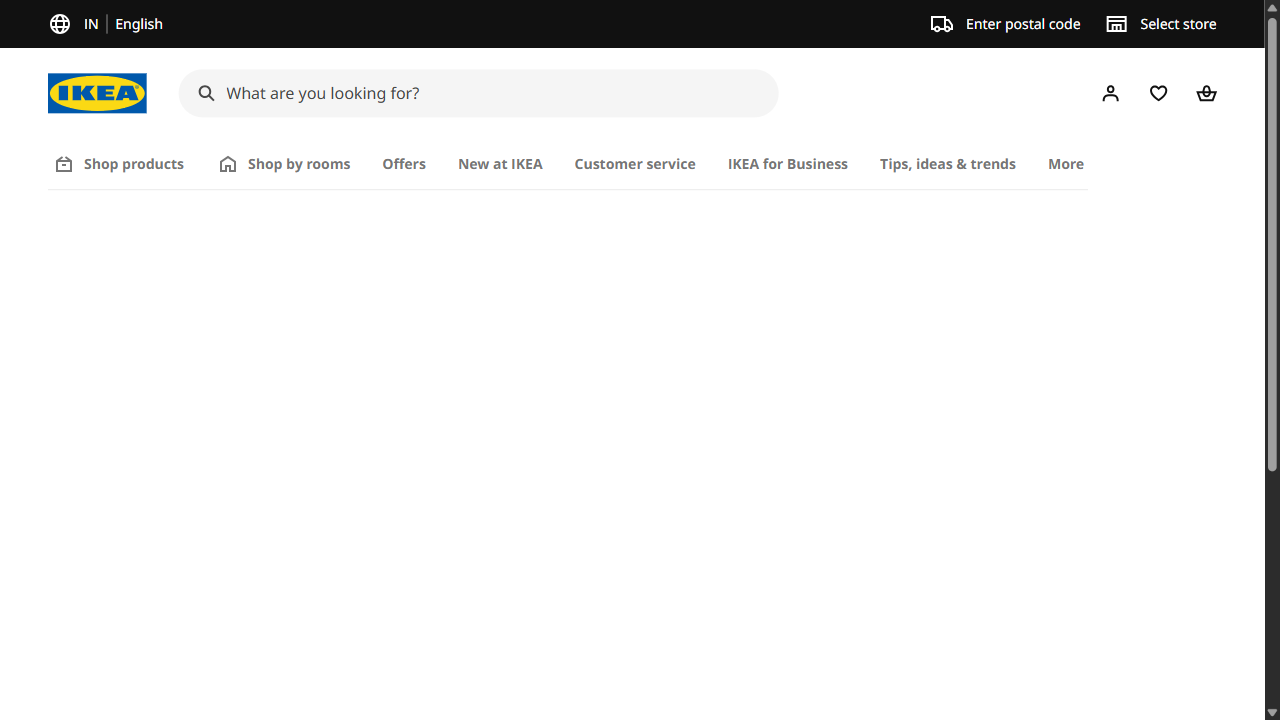 IN English
Enter postal code
Select store
IKEA
What are you looking for?
Shop products
Shop by rooms
Offers
New at IKEA
Customer service
IKEA for Business
Tips, ideas & trends
More